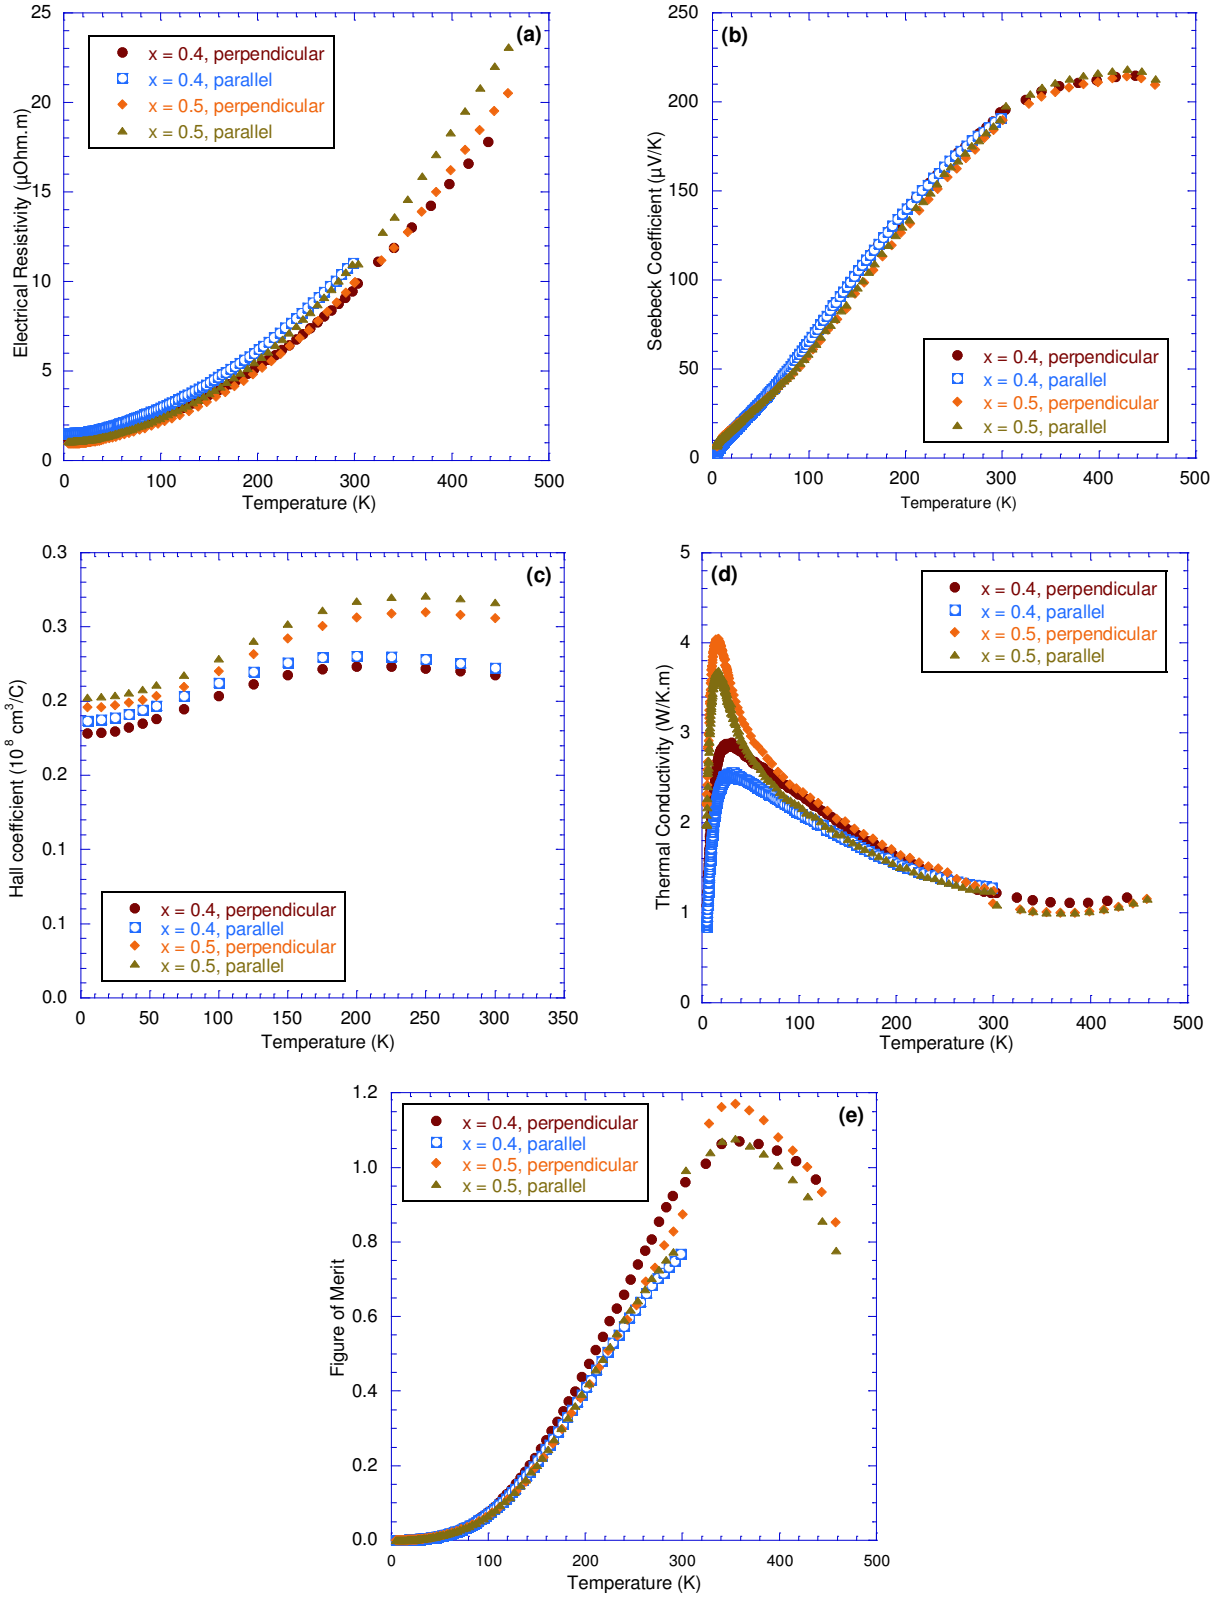 (a)
x = 0.4, perpendicular
x = 0.4, parallel
x = 0.5, perpendicular
x = 0.5, parallel
Electrical Resistivity (µOhm.m)
25
20
15
10
5
0
0 100 200 300 400 500
Temperature (K)
(b)
250
200
150
100
50
0
Seebeck Coefficient (µV/K)
x = 0.4, perpendicular
x = 0.4, parallel
x = 0.5, perpendicular
x = 0.5, parallel
0 100 200 300 400 500
Temperature (K)
(c)
0.3
0.3
0.2
0.2
0.1
0.1
0.0
Hall coefficient (10⁸ cm³/C)
x = 0.4, perpendicular
x = 0.4, parallel
x = 0.5, perpendicular
x = 0.5, parallel
0 50 100 150 200 250 300 350
Temperature (K)
(d)
x = 0.4, perpendicular
x = 0.4, parallel
x = 0.5, perpendicular
x = 0.5, parallel
5
4
3
2
1
0
Thermal Conductivity (W/K.m)
0 100 200 300 400 500
Temperature (K)
(e)
x = 0.4, perpendicular
x = 0.4, parallel
x = 0.5, perpendicular
x = 0.5, parallel
1.2
1.0
0.8
0.6
0.4
0.2
0.0
Figure of Merit
0 100 200 300 400 500
Temperature (K)